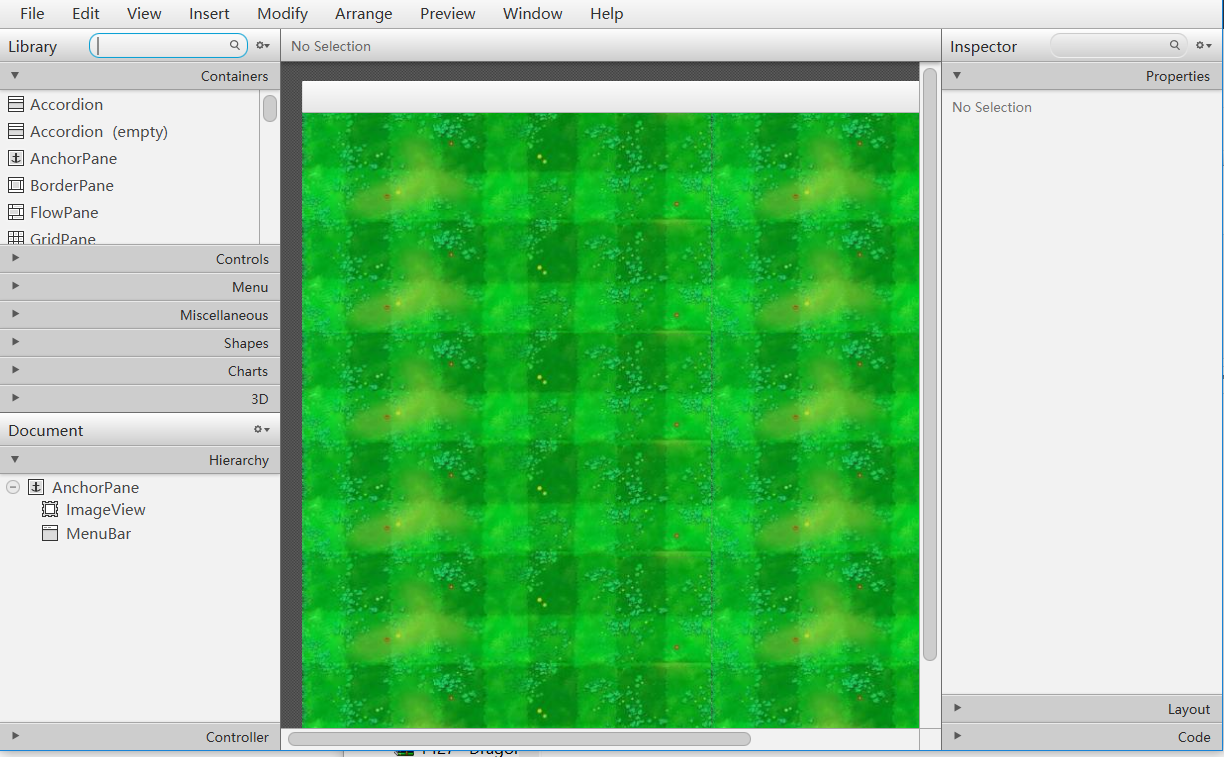 File Edit View Insert Modify Arrange Preview Window Help
Library
No Selection
Inspector
Containers
Accordion
Accordion (empty)
AnchorPane
BorderPane
FlowPane
GridPane
Controls
Menu
Miscellaneous
Shapes
Charts
3D
Document
Hierarchy
AnchorPane
ImageView
MenuBar
Controller
Properties
No Selection
Layout
Code